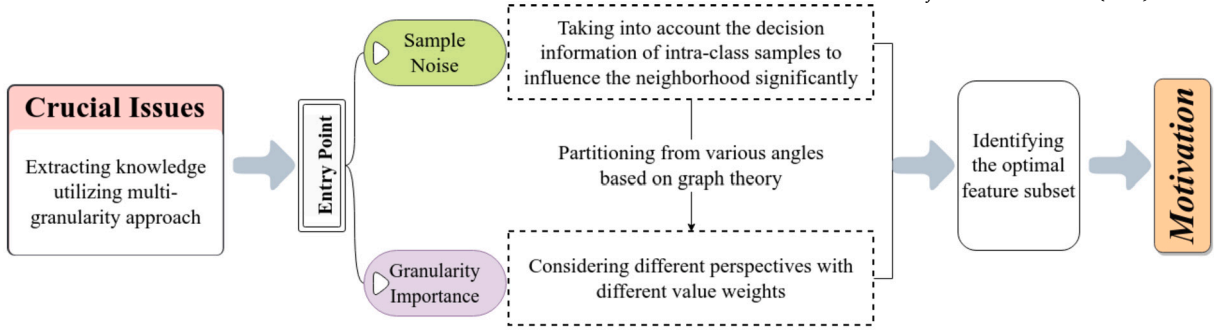 Crucial Issues
Extracting knowledge
utilizing multi-
granularity approach
Entry Point
Sample
Noise
Taking into account the decision
information of intra-class samples to
influence the neighborhood significantly
Partitioning from various angles
based on graph theory
Granularity
Importance
Considering different perspectives with
different value weights
Identifying
the optimal
feature subset
Motivation